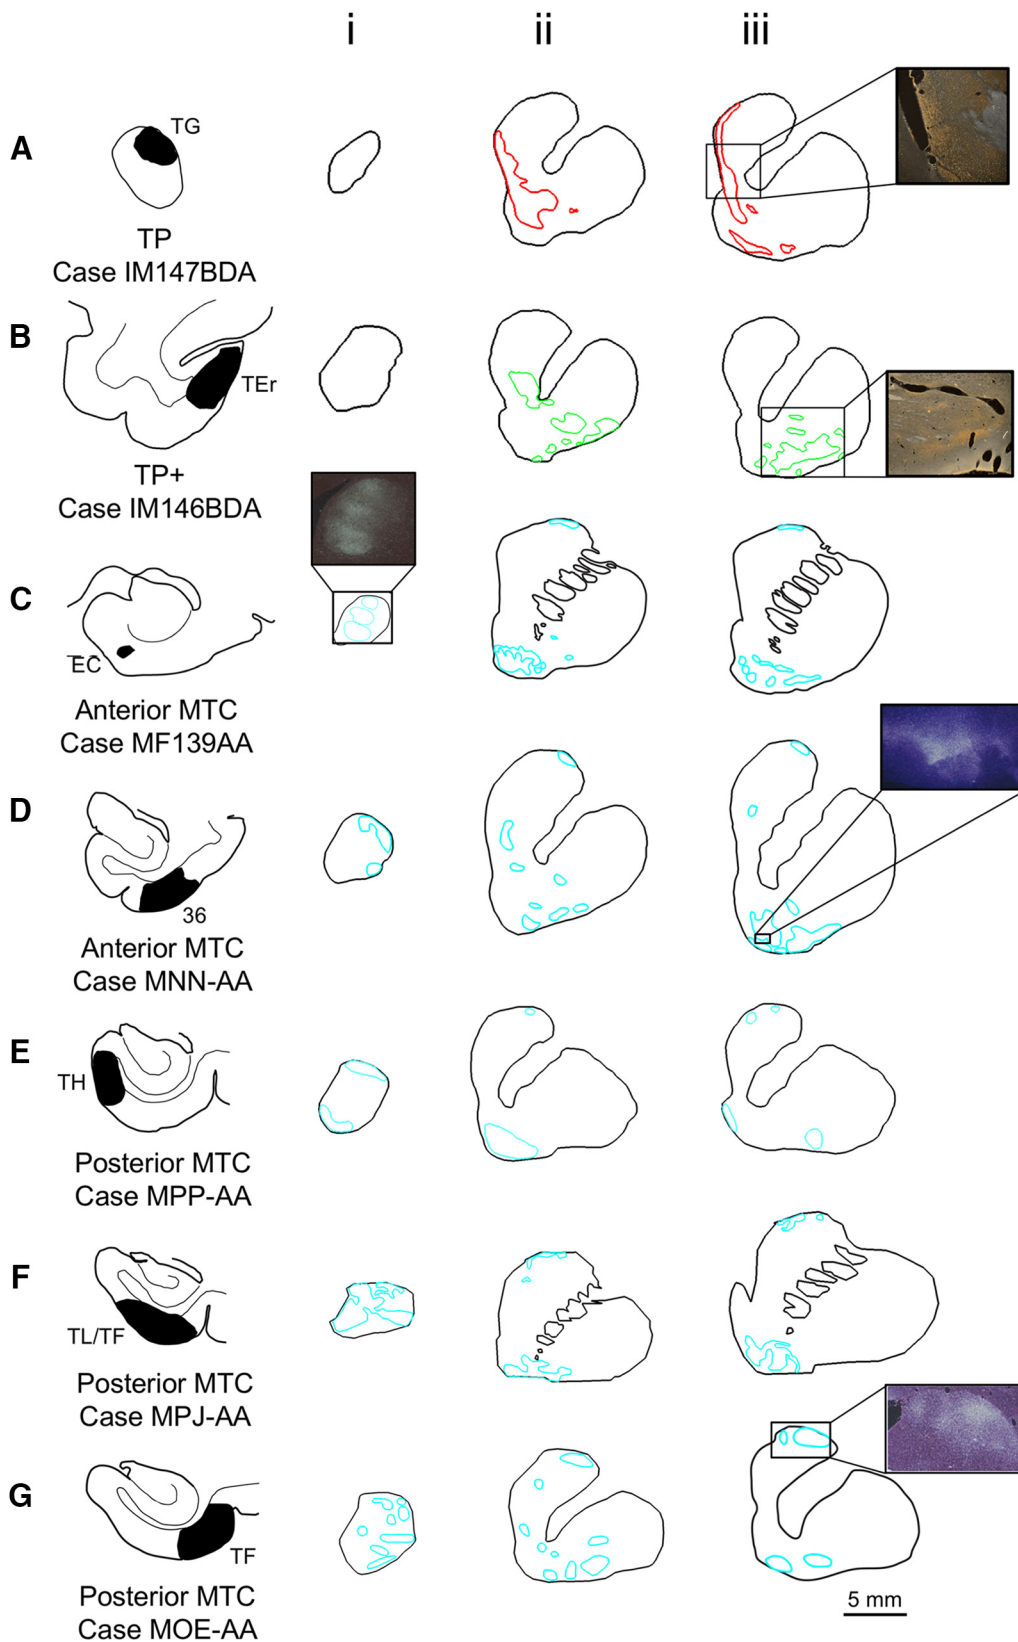 i ii iii
A
TG
TP
Case IM147BDA
B
TEr
TP+
Case IM146BDA
C
EC
Anterior MTC
Case MF139AA
D
36
Anterior MTC
Case MNN-AA
E
TH
Posterior MTC
Case MPP-AA
F
TL/TF
Posterior MTC
Case MPJ-AA
G
TF
Posterior MTC
Case MOE-AA
5 mm